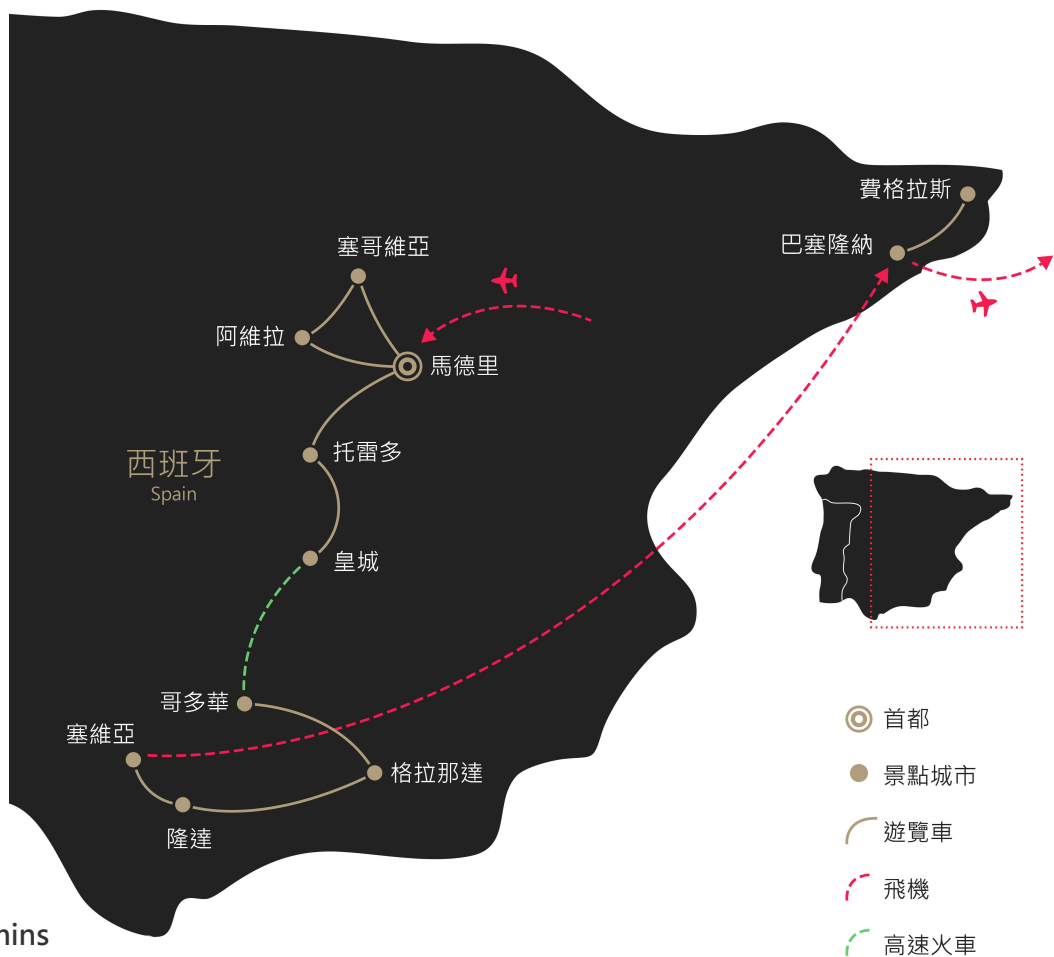 費格拉斯
巴塞隆納
塞哥維亞
阿維拉
馬德里
托雷多
西班牙
Spain
皇城
哥多華
塞維亞
格拉那達
隆達
首都
景點城市
遊覽車
飛機
高速火車